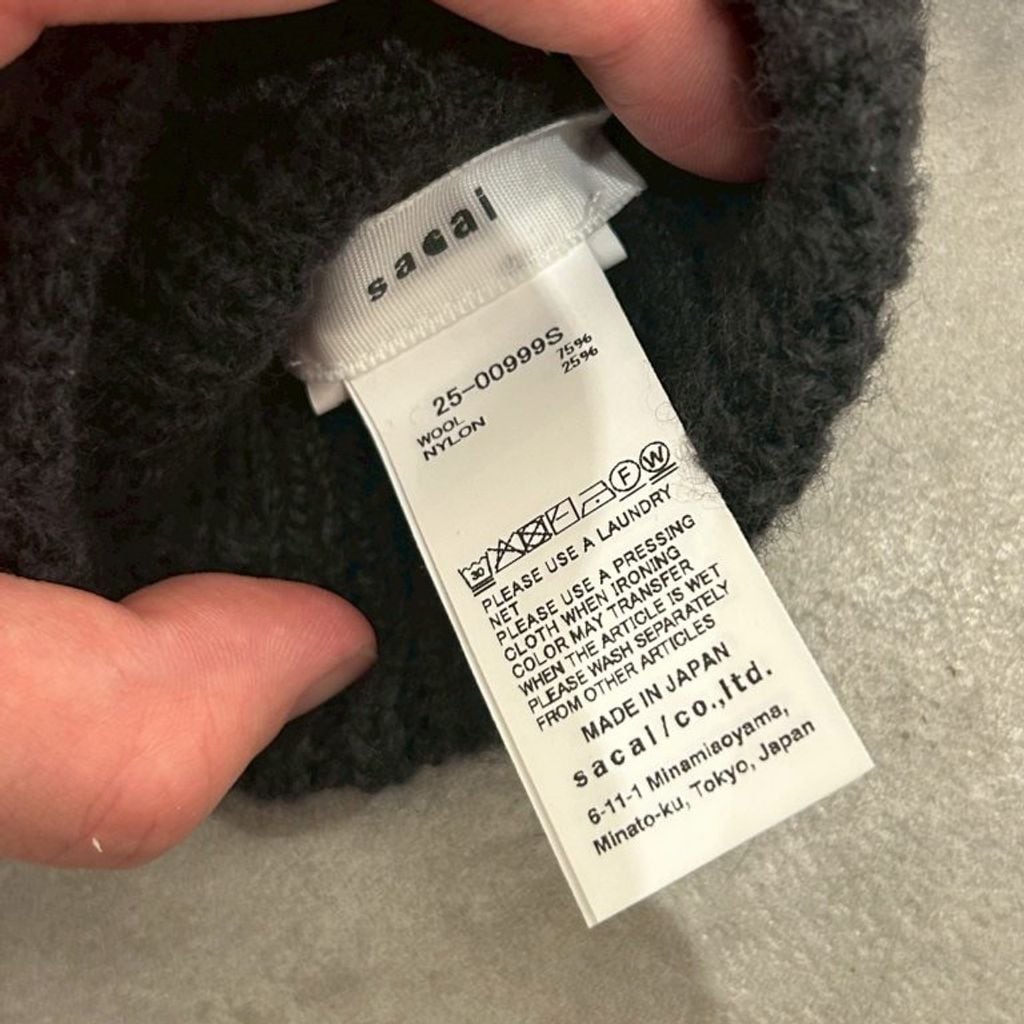 sacai
25-00999S
WOOL 75%
NYLON 25%
30 F W
PLEASE USE A LAUNDRY
NET
PLEASE USE A PRESSING
CLOTH WHEN IRONING
COLOR MAY TRANSFER
WHEN THE ARTICLE IS WET
PLEASE WASH SEPARATELY
FROM OTHER ARTICLES
MADE IN JAPAN
sacai/co.,ltd.
6-11-1 Minamiaoyama,
Minato-ku, Tokyo, Japan